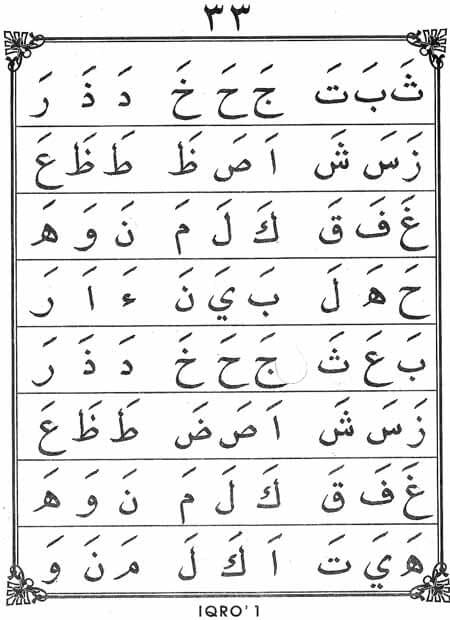 ٣٣
ثَ بَ تَ جَ حَ خَ دَ ذَ رَ
زَ سَ شَ اَ صَ ظَ طَ ظَ عَ
غَ فَ قَ كَ لَ مَ نَ وَ هَ
حَ هَ لَ بَ يَ نَ ءَ اَ رَ
بَ عَ ثَ جَ حَ خَ دَ ذَ رَ
زَ سَ شَ اَ صَ ضَ طَ ظَ عَ
غَ فَ قَ كَ لَ مَ نَ وَ هَ
هَ يَ تَ اَ كَ لَ مَ نَ وَ
IQRO' 1